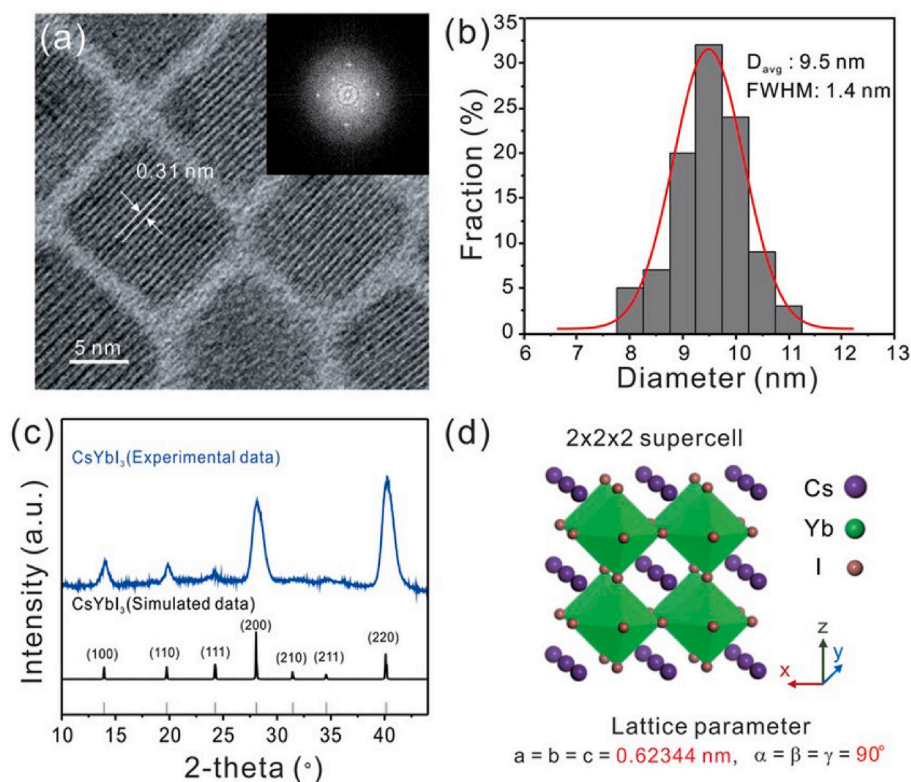 (a)
0.31 nm
5 nm
(b)
D_avg : 9.5 nm
FWHM: 1.4 nm
Fraction (%)
35
30
25
20
15
10
5
0
6 7 8 9 10 11 12 13
Diameter (nm)
(c)
CsYbI₃(Experimental data)
CsYbI₃(Simulated data)
(100) (110) (111) (200) (210) (211) (220)
Intensity (a.u.)
10 15 20 25 30 35 40
2-theta (°)
(d)
2x2x2 supercell
Cs
Yb
I
z
y
x
Lattice parameter
a = b = c = 0.62344 nm, α = β = γ = 90°